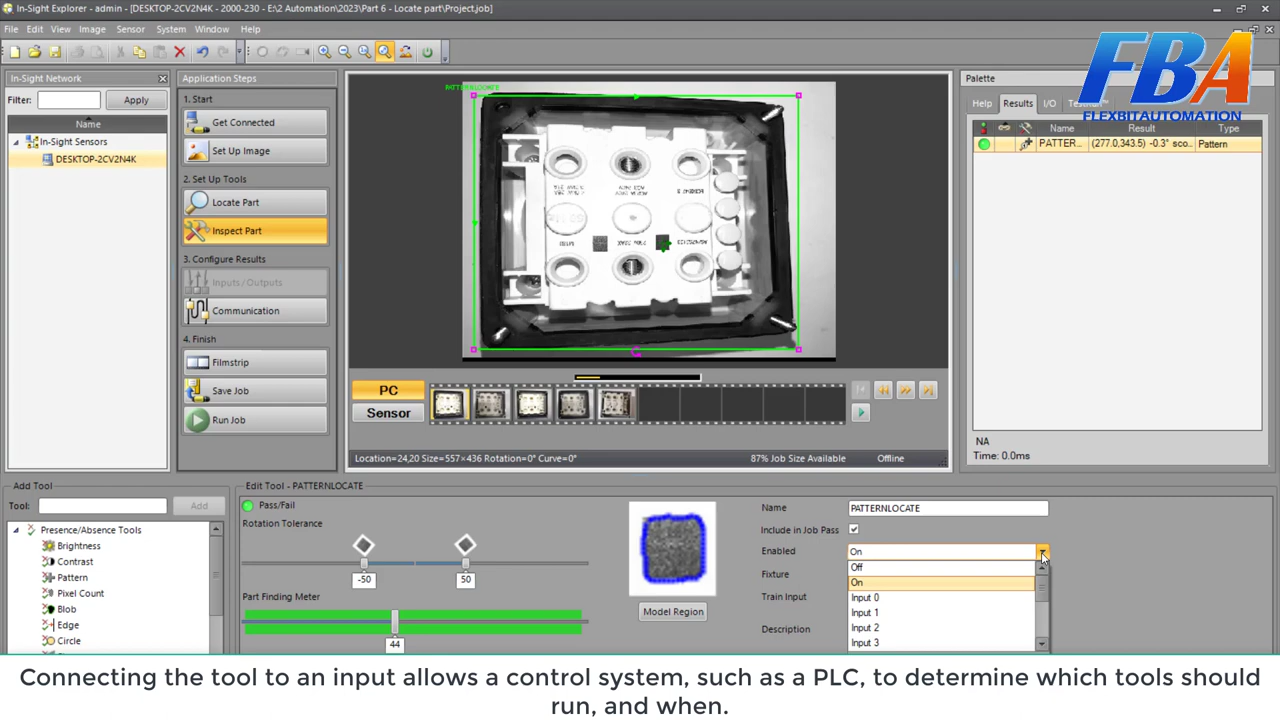 In-Sight Explorer - admin - [DESKTOP-2CV2N4K - 2000-230 - E:\2 Automation\2023\Part 6 - Locate part\Project.job]
File Edit View Image Sensor System Window Help
In-Sight Network
Filter: Apply
Name
In-Sight Sensors
DESKTOP-2CV2N4K
Application Steps
1. Start
Get Connected
Set Up Image
2. Set Up Tools
Locate Part
Inspect Part
3. Configure Results
Inputs / Outputs
Communication
4. Finish
Filmstrip
Save Job
Run Job
PATTERNLOCATE
PC
Sensor
Location=24,20 Size=557×436 Rotation=0° Curve=0° 87% Job Size Available Offline
Palette
FBA
FLEXBITAUTOMATION
Help Results I/O
Name Result Type
PATTER... (277.0,343.5) -0.3° sco... Pattern
NA
Time: 0.0ms
Add Tool
Tool: Add
Presence/Absence Tools
Brightness
Contrast
Pattern
Pixel Count
Blob
Edge
Circle
Edit Tool - PATTERNLOCATE
Pass/Fail
Rotation Tolerance
-50 50
Part Finding Meter
44
Model Region
Name PATTERNLOCATE
Include in Job Pass
Enabled On
Off
Fixture
On
Train Input
Input 0
Input 1
Description
Input 2
Input 3
Connecting the tool to an input allows a control system, such as a PLC, to determine which tools should
run, and when.